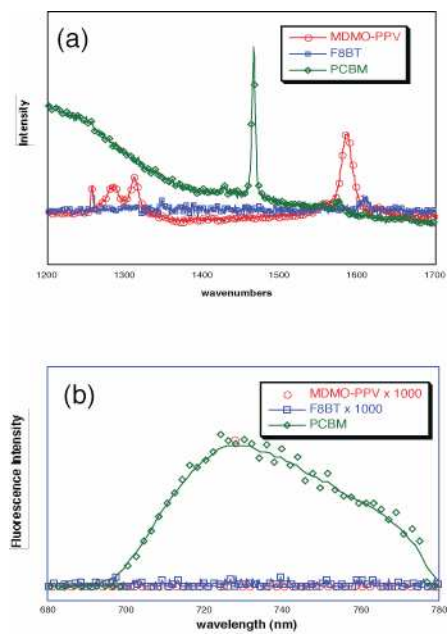 (a)
MDMO-PPV
F8BT
PCBM
Intensity
1200 1300 1400 1500 1600 1700
wavenumbers
(b)
MDMO-PPV x 1000
F8BT x 1000
PCBM
Fluorescence Intensity
680 700 720 740 760 780
wavelength (nm)